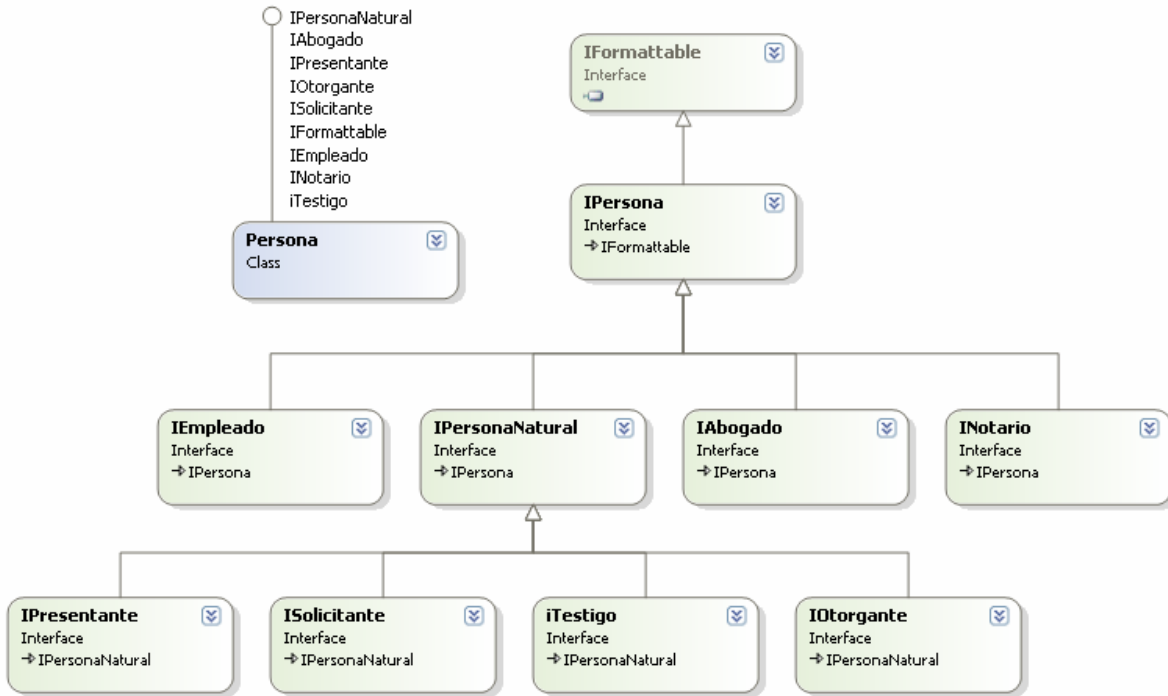 IPersonaNatural
IAbogado
IPresentante
IOtorgante
ISolicitante
IFormattable
IEmpleado
INotario
iTestigo
Persona
Class
IFormattable
Interface
IPersona
Interface
IFormattable
IEmpleado
Interface
IPersona
IPersonaNatural
Interface
IPersona
IAbogado
Interface
IPersona
INotario
Interface
IPersona
IPresentante
Interface
IPersonaNatural
ISolicitante
Interface
IPersonaNatural
iTestigo
Interface
IPersonaNatural
IOtorgante
Interface
IPersonaNatural